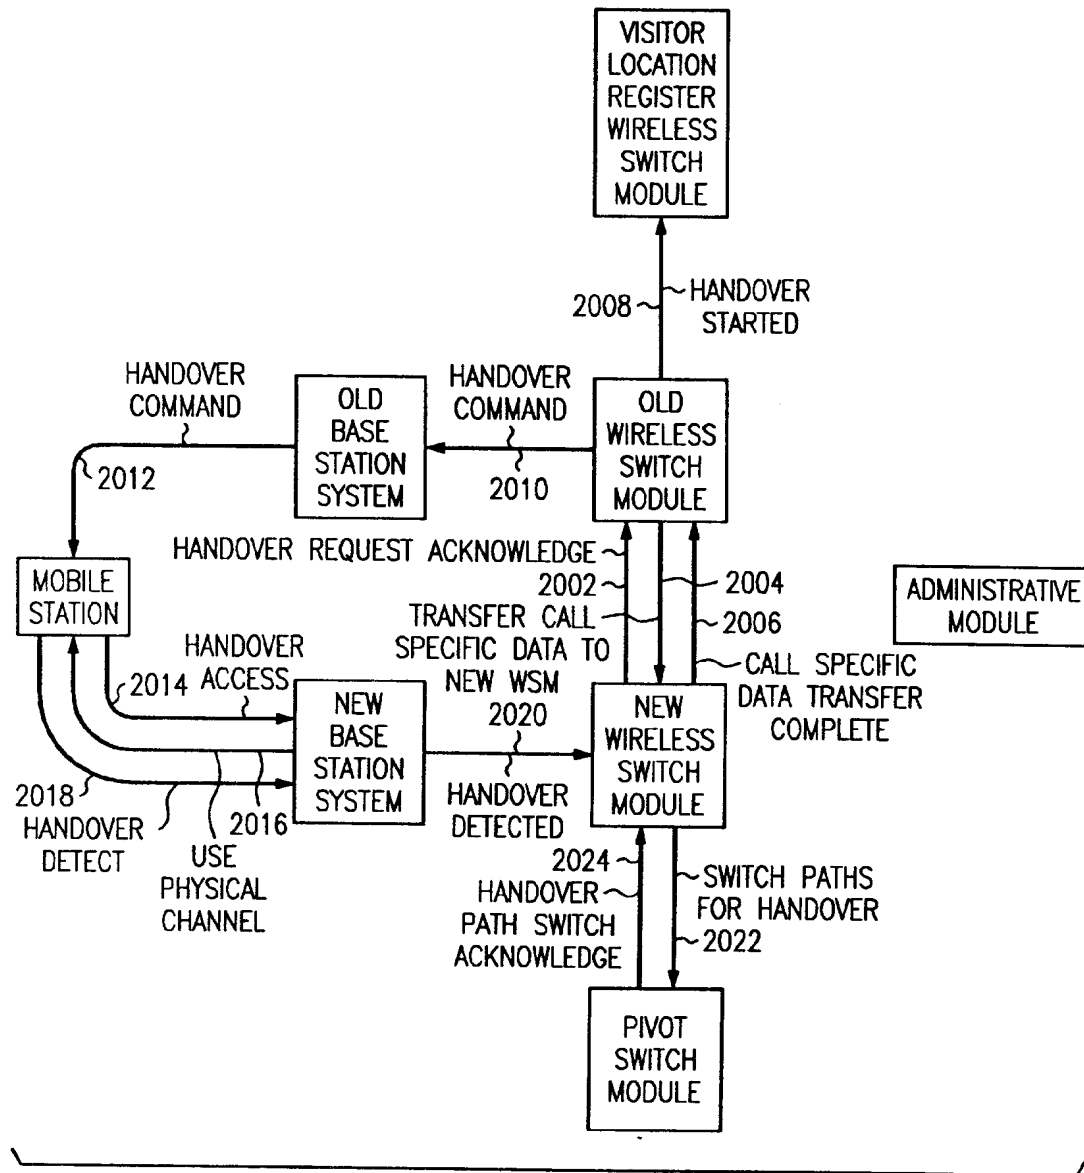 VISITOR
LOCATION
REGISTER
WIRELESS
SWITCH
MODULE
2008
HANDOVER
STARTED
HANDOVER
COMMAND
2012
OLD
BASE
STATION
SYSTEM
HANDOVER
COMMAND
2010
OLD
WIRELESS
SWITCH
MODULE
HANDOVER REQUEST ACKNOWLEDGE
2002
2004
TRANSFER CALL
SPECIFIC DATA TO
NEW WSM
2006
CALL SPECIFIC
DATA TRANSFER
COMPLETE
ADMINISTRATIVE
MODULE
MOBILE
STATION
HANDOVER
ACCESS
2014
NEW
BASE
STATION
SYSTEM
2020
HANDOVER
DETECTED
NEW
WIRELESS
SWITCH
MODULE
2018
HANDOVER
DETECT
2016
USE
PHYSICAL
CHANNEL
2024
HANDOVER
PATH SWITCH
ACKNOWLEDGE
SWITCH PATHS
FOR HANDOVER
2022
PIVOT
SWITCH
MODULE